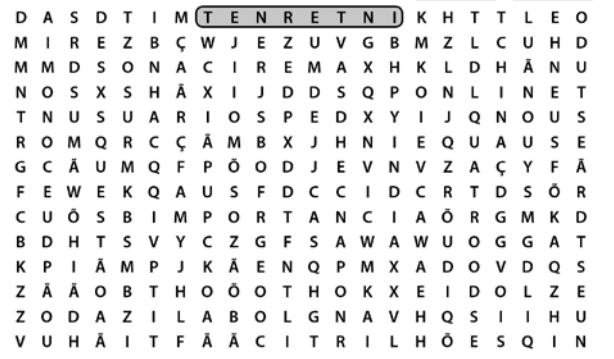 D A S D T I M T E N R E T N I K H T T L E O
M I R E Z B Ç W J E Z U V G B M Z L C U H D
M M D S O N A C I R E M A X H K L D H Ã N U
N O S X S H Ã X I J D D S Q P O N L I N E T
T N U S U A R I O S P E D X Y I J Q N O U S
R O M Q R C Ç Ã M B X J H N I E Q U A U S E
G C Ã U M Q F P Õ O D J E V N V Z A Ç Y F Ã
F E W E K Q A U S F D C C I D C R T D S Õ R
C U Õ S B I M P O R T A N C I A Õ R G M K D
B D H T S V Y C Z G F S A W A W U O G G A T
K P I Ã M P J K Ã E N Q P M X A D O V D Q S
Z Ã Ã O B T H O Õ O T H O K X E I D O L Z E
Z O D A Z I L A B O L G N A V H Q S I I H U
V U H Ã I T F Ã Ã C I T R I L H Õ E S Q I N